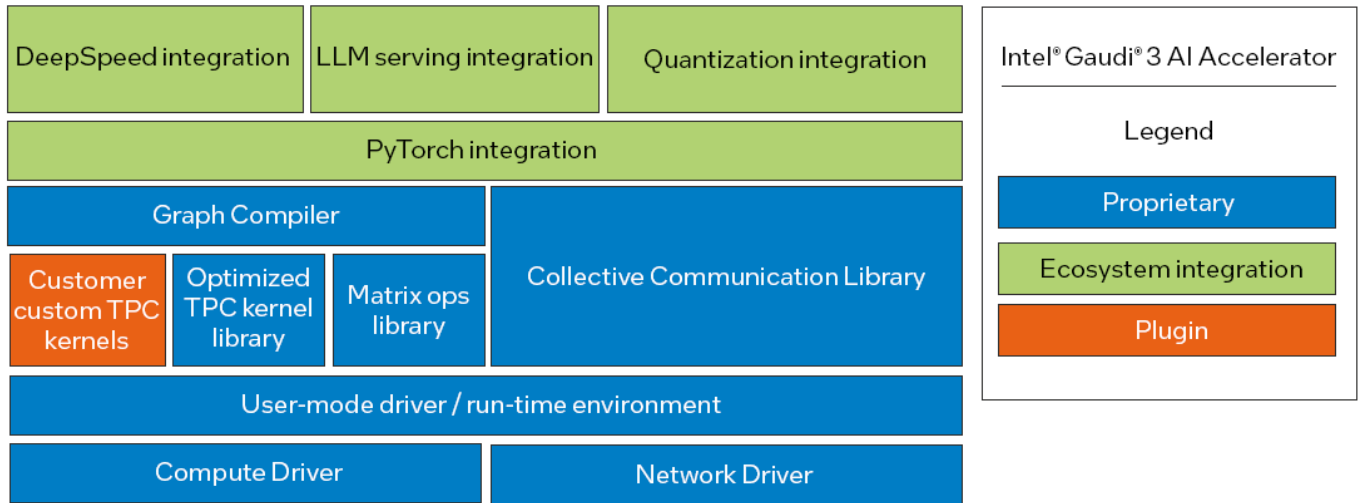 DeepSpeed integration
LLM serving integration
Quantization integration
PyTorch integration
Graph Compiler
Collective Communication Library
Customer
custom TPC
kernels
Optimized
TPC kernel
library
Matrix ops
library
User-mode driver / run-time environment
Compute Driver
Network Driver
Intel® Gaudi® 3 AI Accelerator
Legend
Proprietary
Ecosystem integration
Plugin